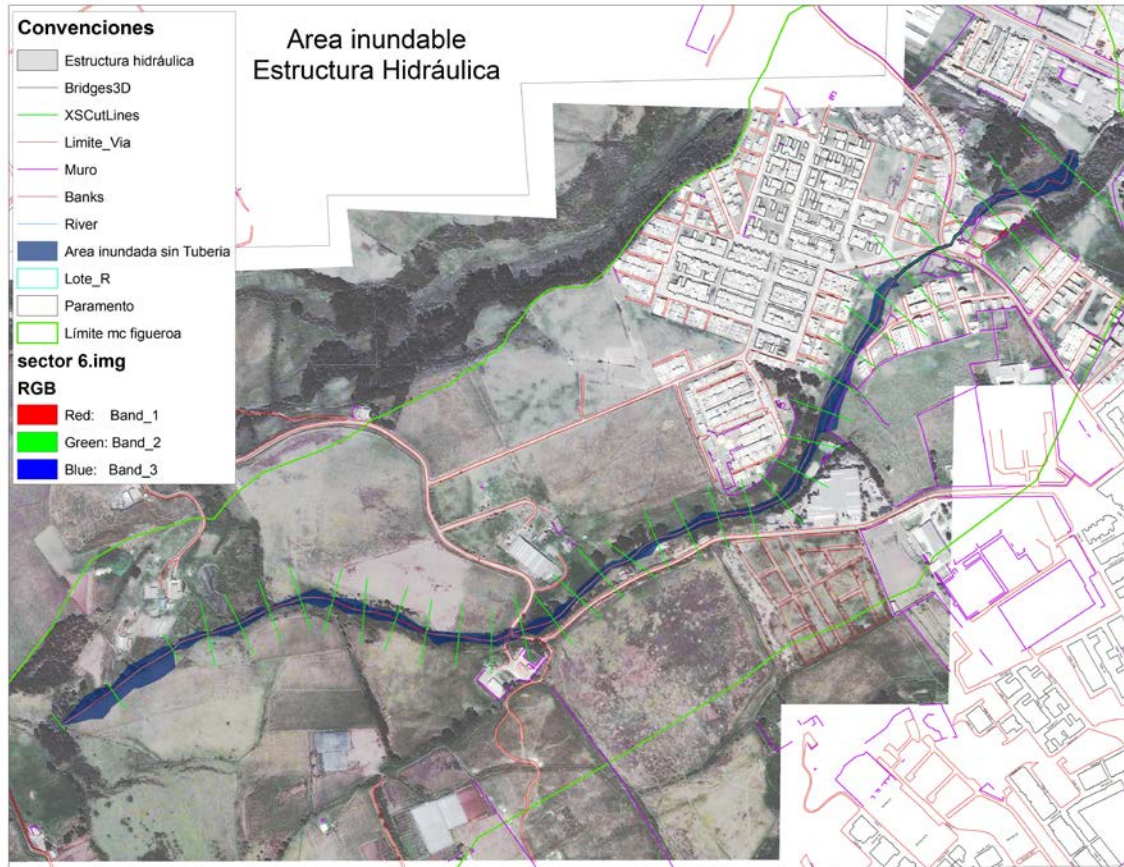 Convenciones
Estructura hidráulica
Bridges3D
XSCutLines
Limite_Via
Muro
Banks
River
Area inundada sin Tuberia
Lote_R
Paramento
Límite mc figueroa
sector 6.img
RGB
Red: Band_1
Green: Band_2
Blue: Band_3
Area inundable
Estructura Hidráulica